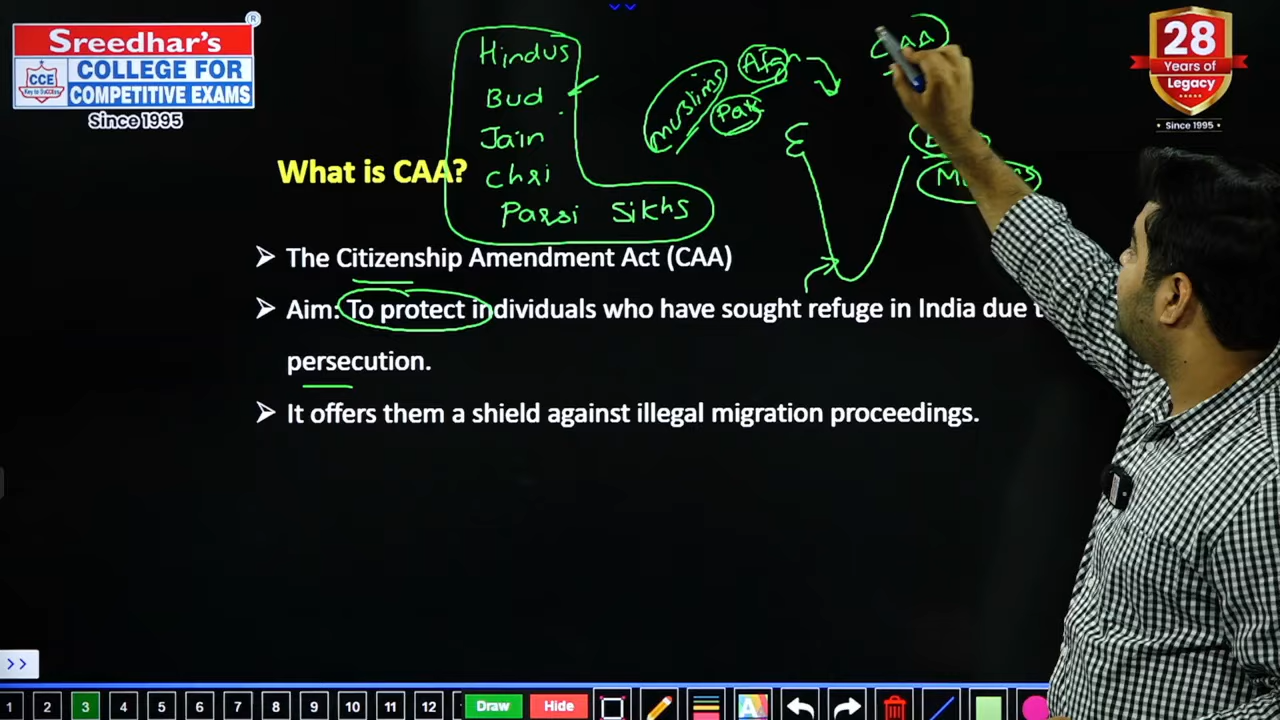 Sreedhar's
CCE
Key to Success
COLLEGE FOR
COMPETITIVE EXAMS
Since 1995
®
28
Years of
Legacy
Since 1995
Hindus
Bud
Jain
Chri
Parsi Sikhs
Muslims
Afgh
Pak
CAA
What is CAA?
➢ The Citizenship Amendment Act (CAA)
➢ Aim: To protect individuals who have sought refuge in India due
persecution.
➢ It offers them a shield against illegal migration proceedings.
>>
1 2 3 4 5 6 7 8 9 10 11 12 Draw Hide A